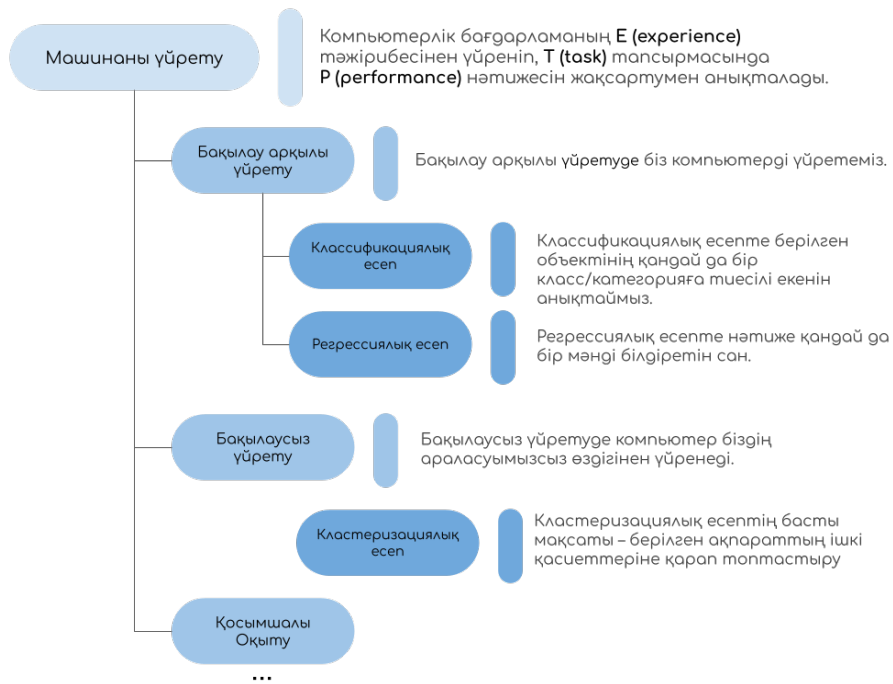 Машинаны үйрету
Компьютерлік бағдарламаның E (experience)
тәжірибесінен үйреніп, T (task) тапсырмасында
P (performance) нәтижесін жақсартумен анықталады.
Бақылау арқылы
үйрету
Бақылау арқылы үйретуде біз компьютерді үйретеміз.
Классификациялық
есеп
Классификациялық есепте берілген
объектінің қандай да бір
класс/категорияға тиесілі екенін
анықтаймыз.
Регрессиялық есеп
Регрессиялық есепте нәтиже қандай да
бір мәнді білдіретін сан.
Бақылаусыз
үйрету
Бақылаусыз үйретуде компьютер біздің
араласуымызсыз өздігінен үйренеді.
Кластеризациялық
есеп
Кластеризациялық есептің басты
мақсаты – берілген ақпараттың ішкі
қасиеттеріне қарап топтастыру
Қосымшалы
Оқыту
...